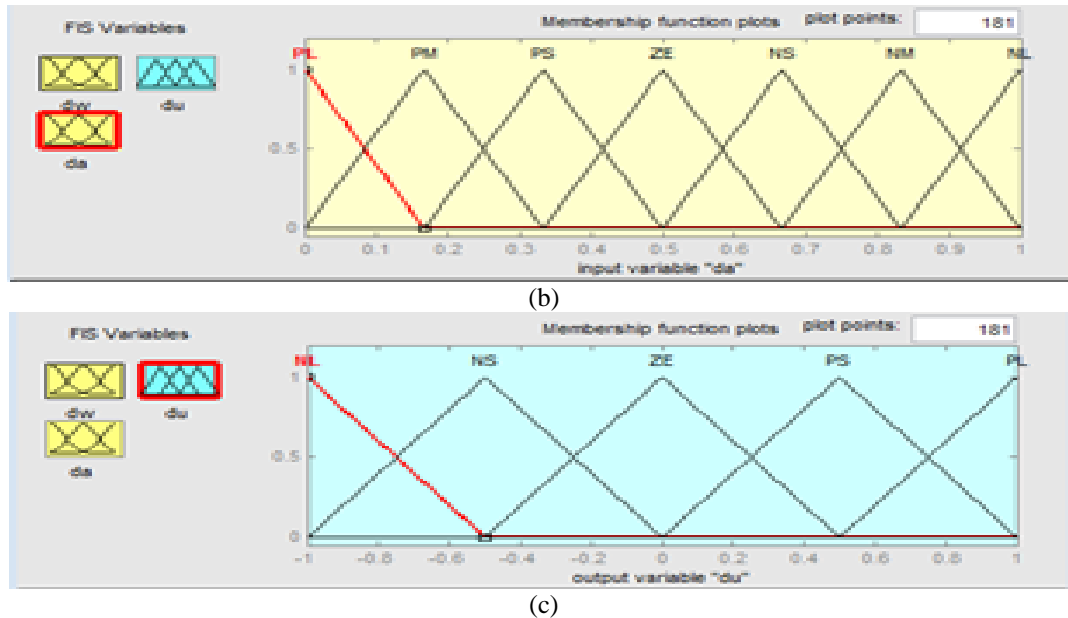 FIS Variables
Membership function plots plot points: 181
PL PM PS ZE NS NM NL
dw du
da
1
0.5
0
0 0.1 0.2 0.3 0.4 0.5 0.6 0.7 0.8 0.9 1
input variable "da"
(b)
FIS Variables
Membership function plots plot points: 181
NL NS ZE PS PL
dw du
da
1
0.5
0
-1 -0.8 -0.6 -0.4 -0.2 0 0.2 0.4 0.6 0.8 1
output variable "du"
(c)